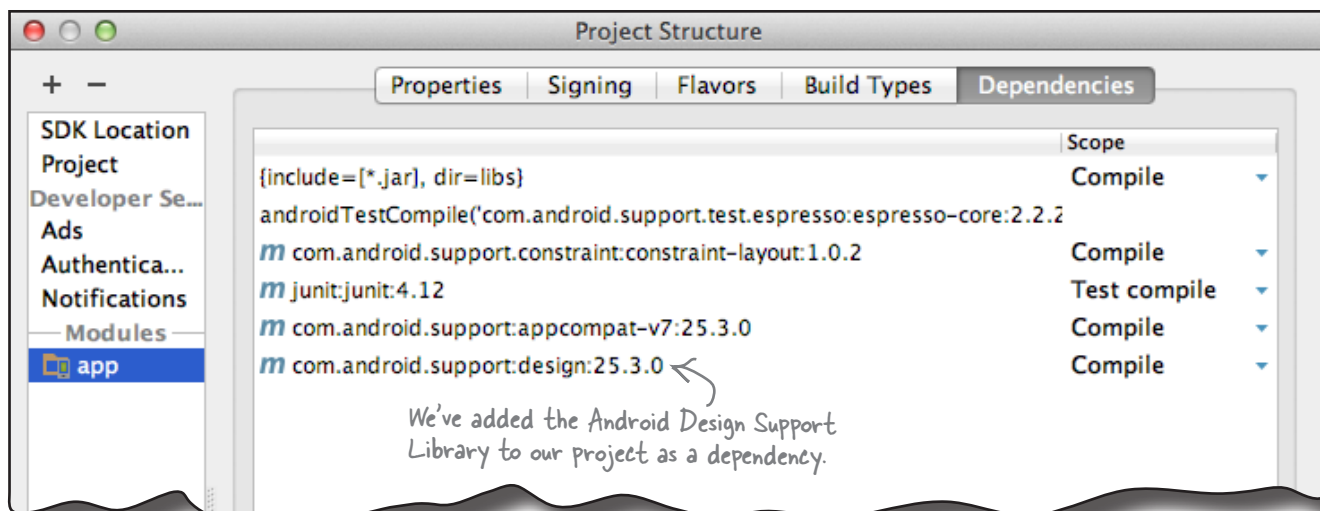 Project Structure
+ −
Properties Signing Flavors Build Types Dependencies
SDK Location
Project
Developer Se...
Ads
Authentica...
Notifications
Modules
app
Scope
{include=[*.jar], dir=libs} Compile
androidTestCompile('com.android.support.test.espresso:espresso-core:2.2.2
m com.android.support.constraint:constraint-layout:1.0.2 Compile
m junit:junit:4.12 Test compile
m com.android.support:appcompat-v7:25.3.0 Compile
m com.android.support:design:25.3.0 Compile
We've added the Android Design Support
Library to our project as a dependency.